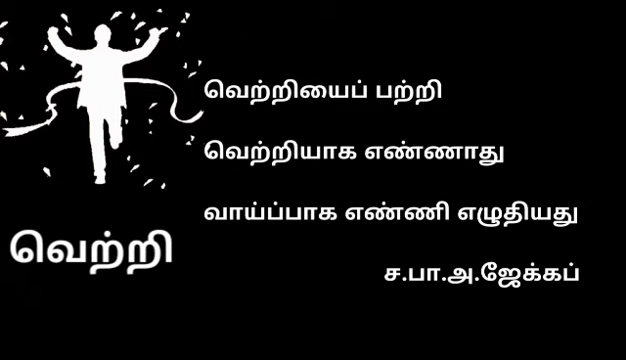 வெற்றியைப் பற்றி
வெற்றியாக எண்ணாது
வாய்ப்பாக எண்ணி எழுதியது
ச.பா.அ.ஜேக்கப்
வெற்றி